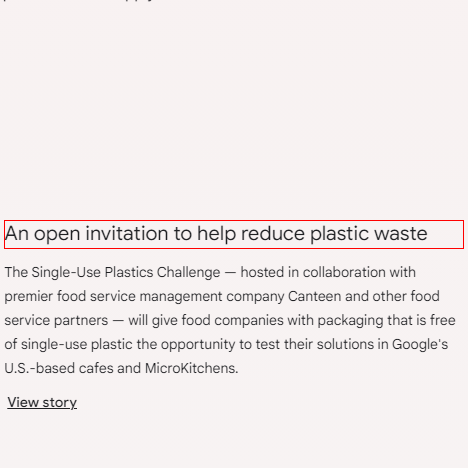 An open invitation to help reduce plastic waste
The Single-Use Plastics Challenge — hosted in collaboration with
premier food service management company Canteen and other food
service partners — will give food companies with packaging that is free
of single-use plastic the opportunity to test their solutions in Google's
U.S.-based cafes and MicroKitchens.
View story